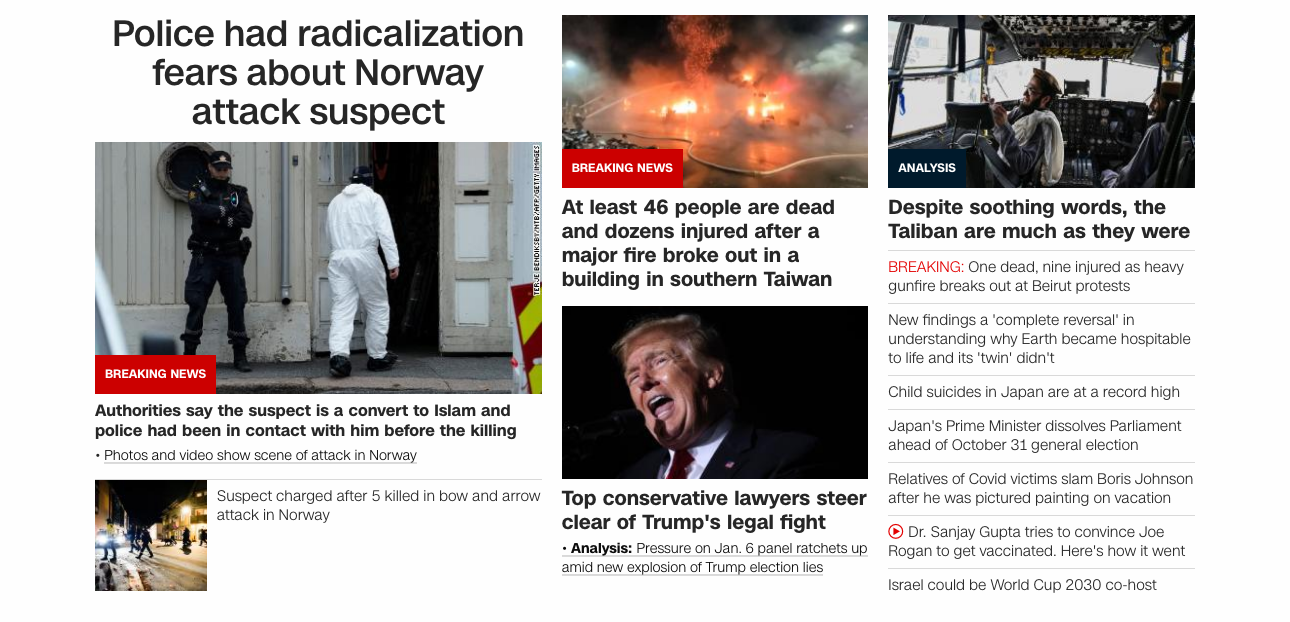 Police had radicalization
fears about Norway
attack suspect
TERJE BENDIKSBY/NTB/AFP/GETTY IMAGES
BREAKING NEWS
Authorities say the suspect is a convert to Islam and
police had been in contact with him before the killing
• Photos and video show scene of attack in Norway
Suspect charged after 5 killed in bow and arrow
attack in Norway
BREAKING NEWS
At least 46 people are dead
and dozens injured after a
major fire broke out in a
building in southern Taiwan
Top conservative lawyers steer
clear of Trump's legal fight
• Analysis: Pressure on Jan. 6 panel ratchets up
amid new explosion of Trump election lies
ANALYSIS
Despite soothing words, the
Taliban are much as they were
BREAKING: One dead, nine injured as heavy
gunfire breaks out at Beirut protests
New findings a 'complete reversal' in
understanding why Earth became hospitable
to life and its 'twin' didn't
Child suicides in Japan are at a record high
Japan's Prime Minister dissolves Parliament
ahead of October 31 general election
Relatives of Covid victims slam Boris Johnson
after he was pictured painting on vacation
Dr. Sanjay Gupta tries to convince Joe
Rogan to get vaccinated. Here's how it went
Israel could be World Cup 2030 co-host